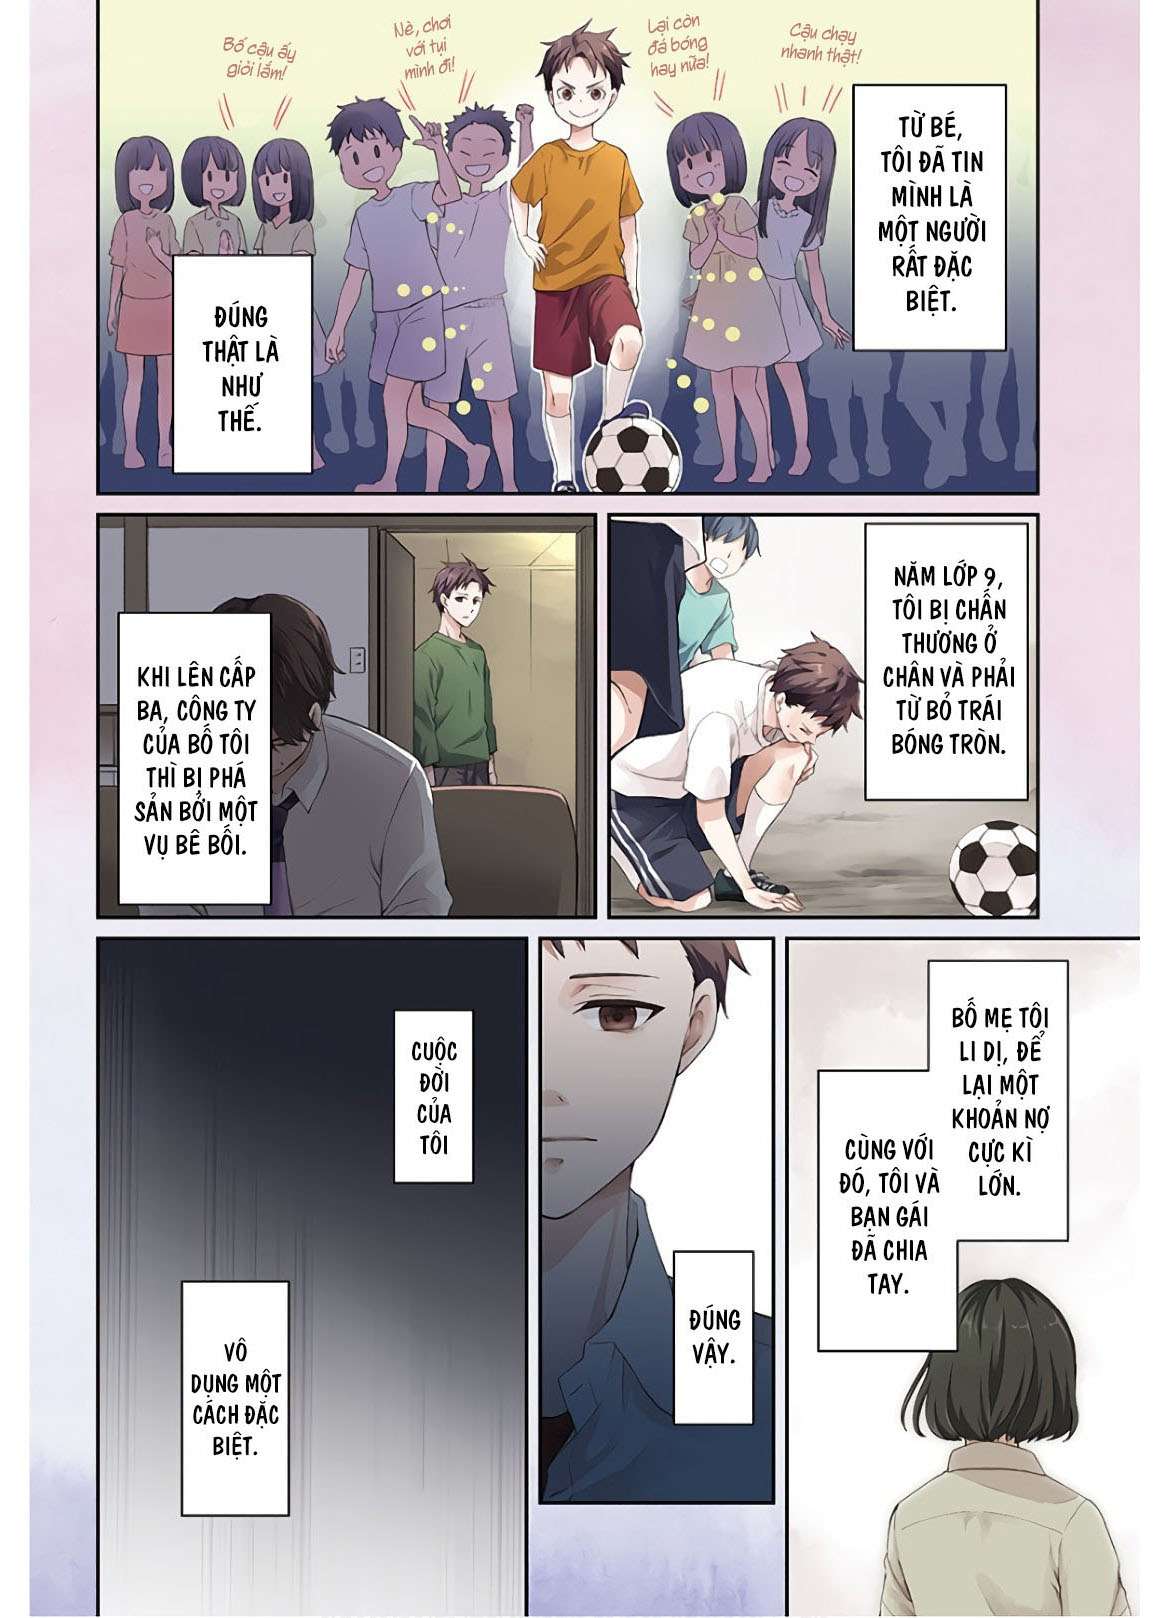 TỪ BÉ,
TÔI ĐÃ TIN
MÌNH LÀ
MỘT NGƯỜI
RẤT ĐẶC
BIỆT.
Lại còn
đá bóng
hay nữa!
Cậu chạy
nhanh thật!
Nè, chơi
với tụi
mình đi!
Bố cậu ấy
giỏi lắm!
ĐÚNG
THẬT LÀ
NHƯ
THẾ.
NĂM LỚP 9,
TÔI BỊ CHẤN
THƯƠNG Ở
CHÂN VÀ PHẢI
TỪ BỎ TRÁI
BÓNG TRÒN.
KHI LÊN CẤP
BA, CÔNG TY
CỦA BỐ TÔI
THÌ BỊ PHÁ
SẢN BỞI MỘT
VỤ BÊ BỐI.
BỐ MẸ TÔI
LI DỊ, ĐỂ
LẠI MỘT
KHOẢN NỢ
CỰC KÌ
LỚN.
CÙNG VỚI
ĐÓ, TÔI VÀ
BẠN GÁI
ĐÃ CHIA
TAY.
ĐÚNG
VẬY.
CUỘC
ĐỜI CỦA
TÔI
VÔ
DỤNG MỘT
CÁCH ĐẶC
BIỆT.